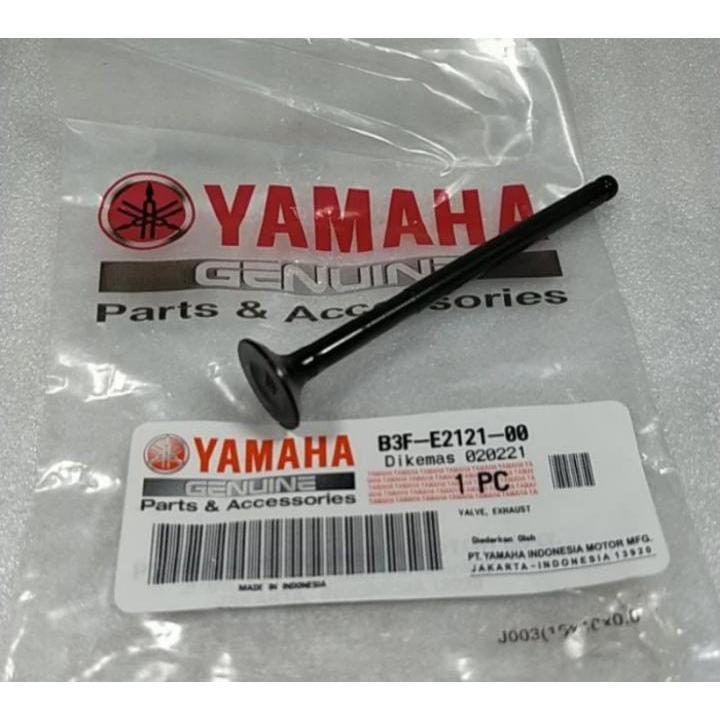 YAMAHA
GENUINE
Parts & Accessories
YAMAHA
GENUINE
Parts & Accessories
MADE IN INDONESIA
B3F-E2121-00
Dikemas 020221
1 PC
VALVE, EXHAUST
Diedarkan Oleh
PT. YAMAHA INDONESIA MOTOR MFG.
JAKARTA-INDONESIA 13920